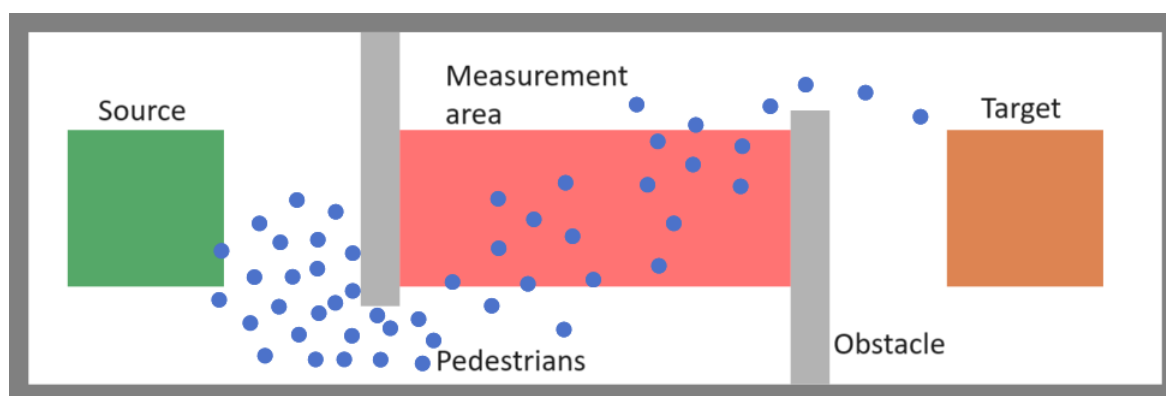 Source
Measurement
area
Target
Pedestrians
Obstacle